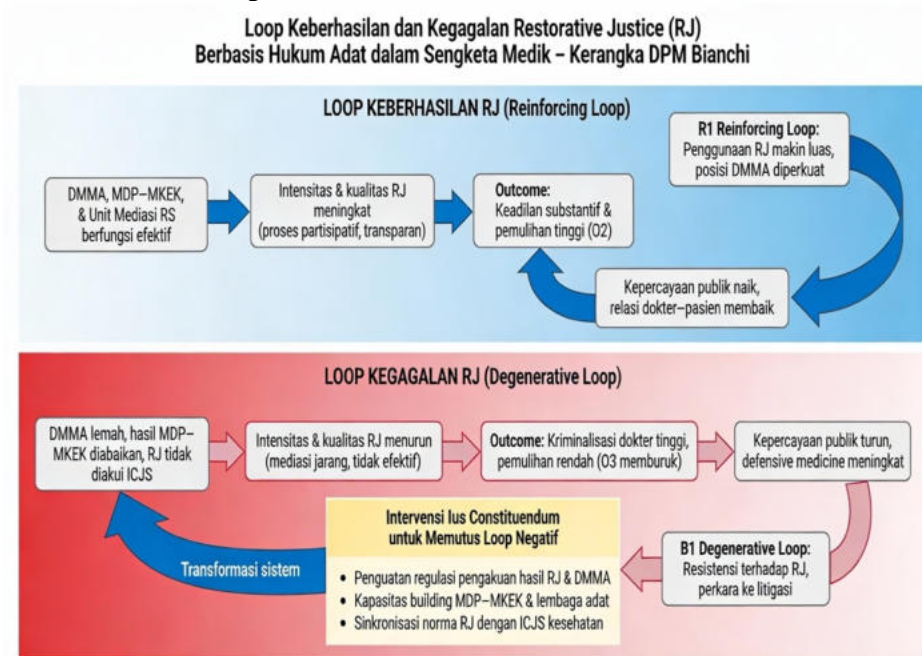 Loop Keberhasilan dan Kegagalan Restorative Justice (RJ)
Berbasis Hukum Adat dalam Sengketa Medik – Kerangka DPM Bianchi
LOOP KEBERHASILAN RJ (Reinforcing Loop)
DMMA, MDP–MKEK,
& Unit Mediasi RS
berfungsi efektif
Intensitas & kualitas RJ
meningkat
(proses partisipatif, transparan)
Outcome:
Keadilan substantif &
pemulihan tinggi (O2)
R1 Reinforcing Loop:
Penggunaan RJ makin luas,
posisi DMMA diperkuat
Kepercayaan publik naik,
relasi dokter–pasien membaik
LOOP KEGAGALAN RJ (Degenerative Loop)
DMMA lemah, hasil MDP–
MKEK diabaikan, RJ tidak
diakui ICJS
Intensitas & kualitas RJ menurun
(mediasi jarang, tidak efektif)
Outcome: Kriminalisasi dokter tinggi,
pemulihan rendah (O3 memburuk)
Kepercayaan publik turun,
defensive medicine meningkat
B1 Degenerative Loop:
Resistensi terhadap RJ,
perkara ke litigasi
Intervensi Ius Constituendum
untuk Memutus Loop Negatif
• Penguatan regulasi pengakuan hasil RJ & DMMA
• Kapasitas building MDP–MKEK & lembaga adat
• Sinkronisasi norma RJ dengan ICJS kesehatan
Transformasi sistem